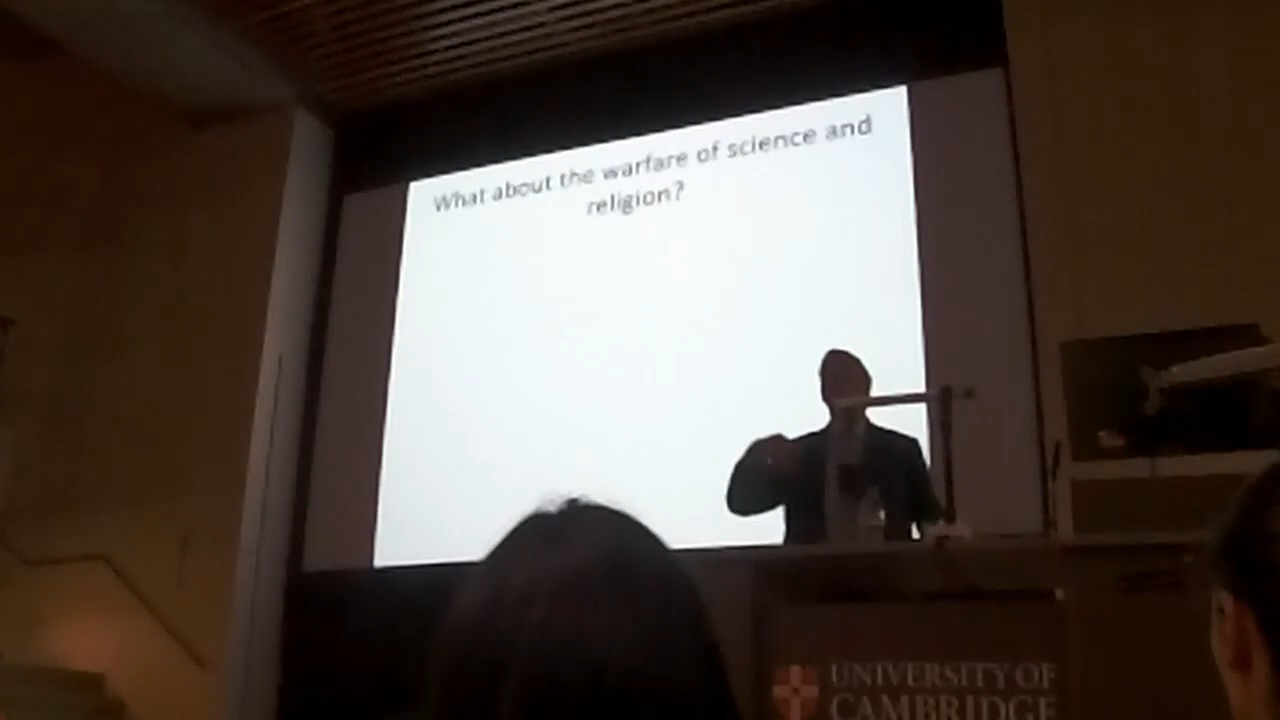 What about the warfare of science and
religion?
UNIVERSITY OF
CAMBRIDGE